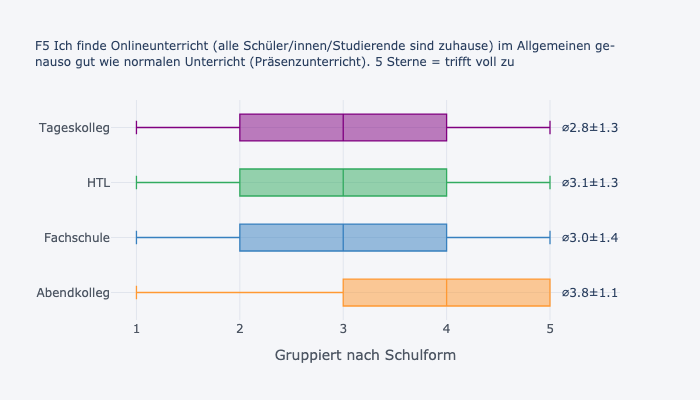 F5 Ich finde Onlineunterricht (alle Schüler/innen/Studierende sind zuhause) im Allgemeinen ge-
nauso gut wie normalen Unterricht (Präsenzunterricht). 5 Sterne = trifft voll zu
Tageskolleg ⌀2.8±1.3
HTL ⌀3.1±1.3
Fachschule ⌀3.0±1.4
Abendkolleg ⌀3.8±1.1
1 2 3 4 5
Gruppiert nach Schulform